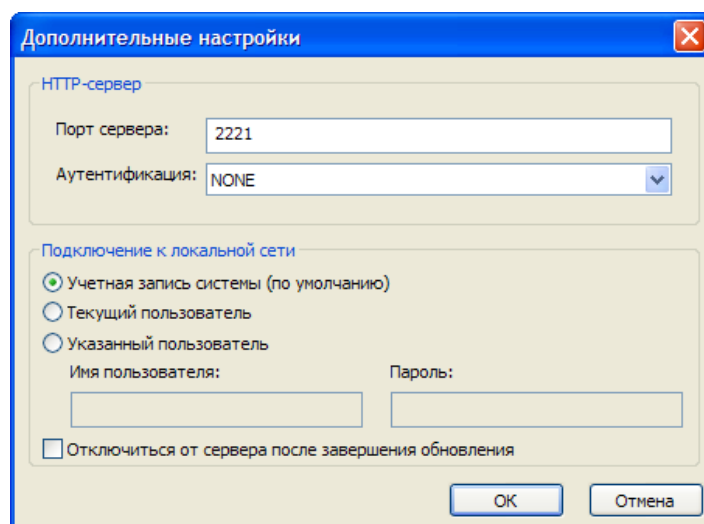 Дополнительные настройки
HTTP-сервер
Порт сервера: 2221
Аутентификация: NONE
Подключение к локальной сети
Учетная запись системы (по умолчанию)
Текущий пользователь
Указанный пользователь
Имя пользователя: Пароль:
Отключиться от сервера после завершения обновления
OK Отмена